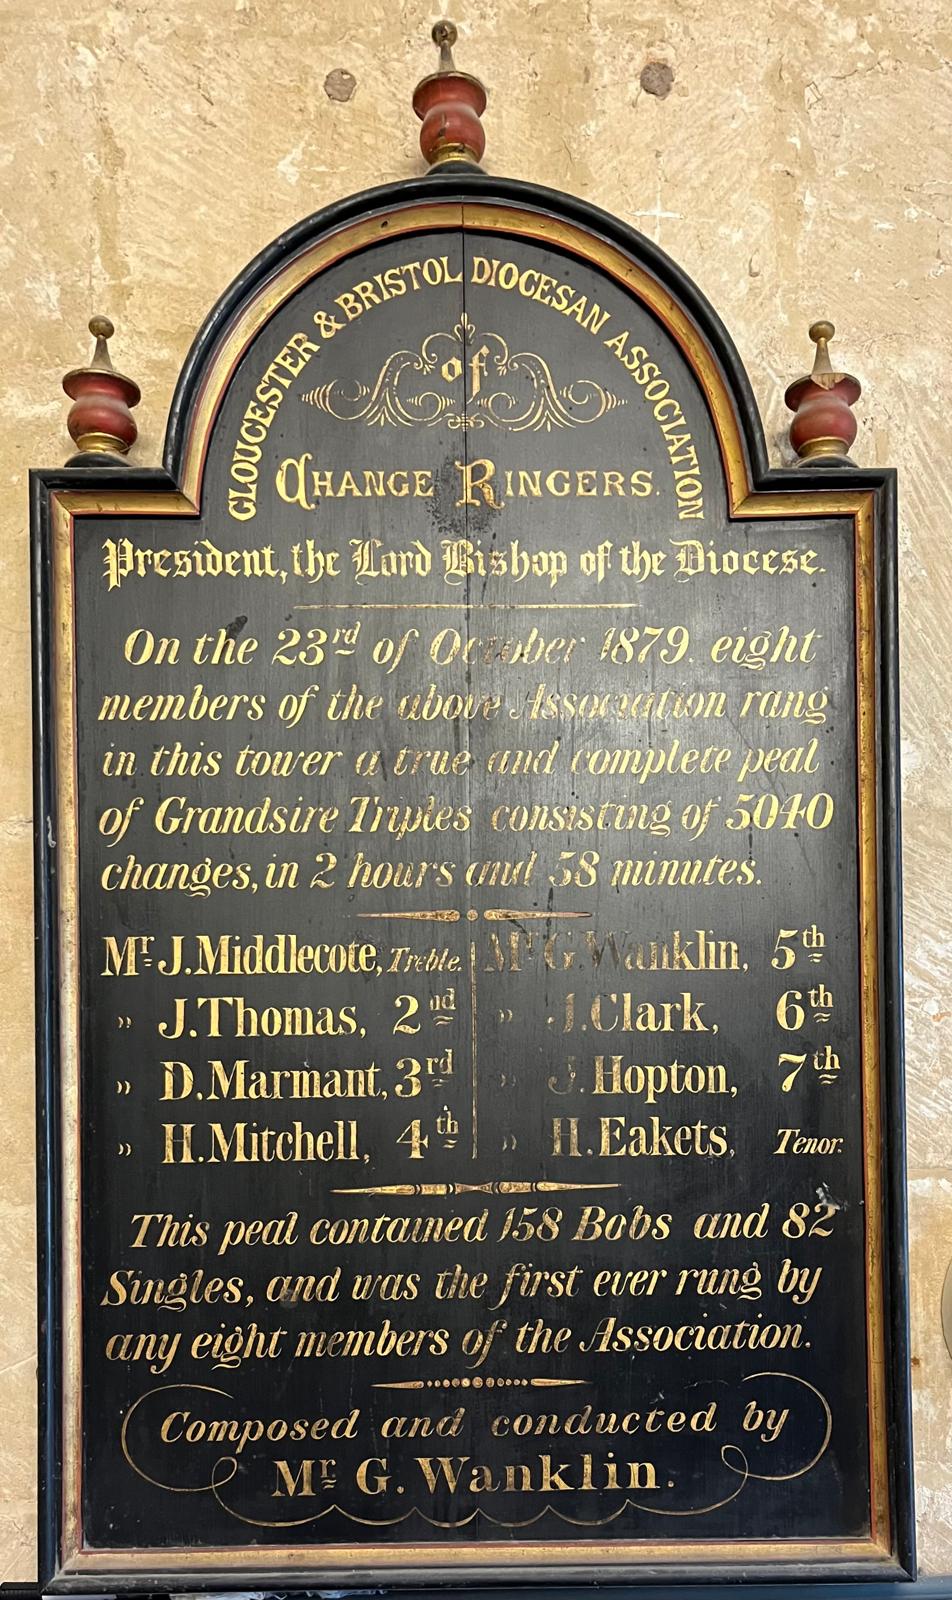 GLOUCESTER & BRISTOL DIOCESAN ASSOCIATION
of
CHANGE RINGERS.
President, the Lord Bishop of the Diocese.
On the 23rd of October 1879. eight
members of the above Association rang
in this tower a true and complete peal
of Grandsire Triples consisting of 5040
changes, in 2 hours and 58 minutes.
Mr J. Middlecote, Treble. Mr G. Wanklin, 5th
" J. Thomas, 2nd " J. Clark, 6th
" D. Marmant, 3rd " J. Hopton, 7th
" H. Mitchell, 4th " H. Eakets, Tenor.
This peal contained 158 Bobs and 82
Singles, and was the first ever rung by
any eight members of the Association.
Composed and conducted by
Mr G. Wanklin.